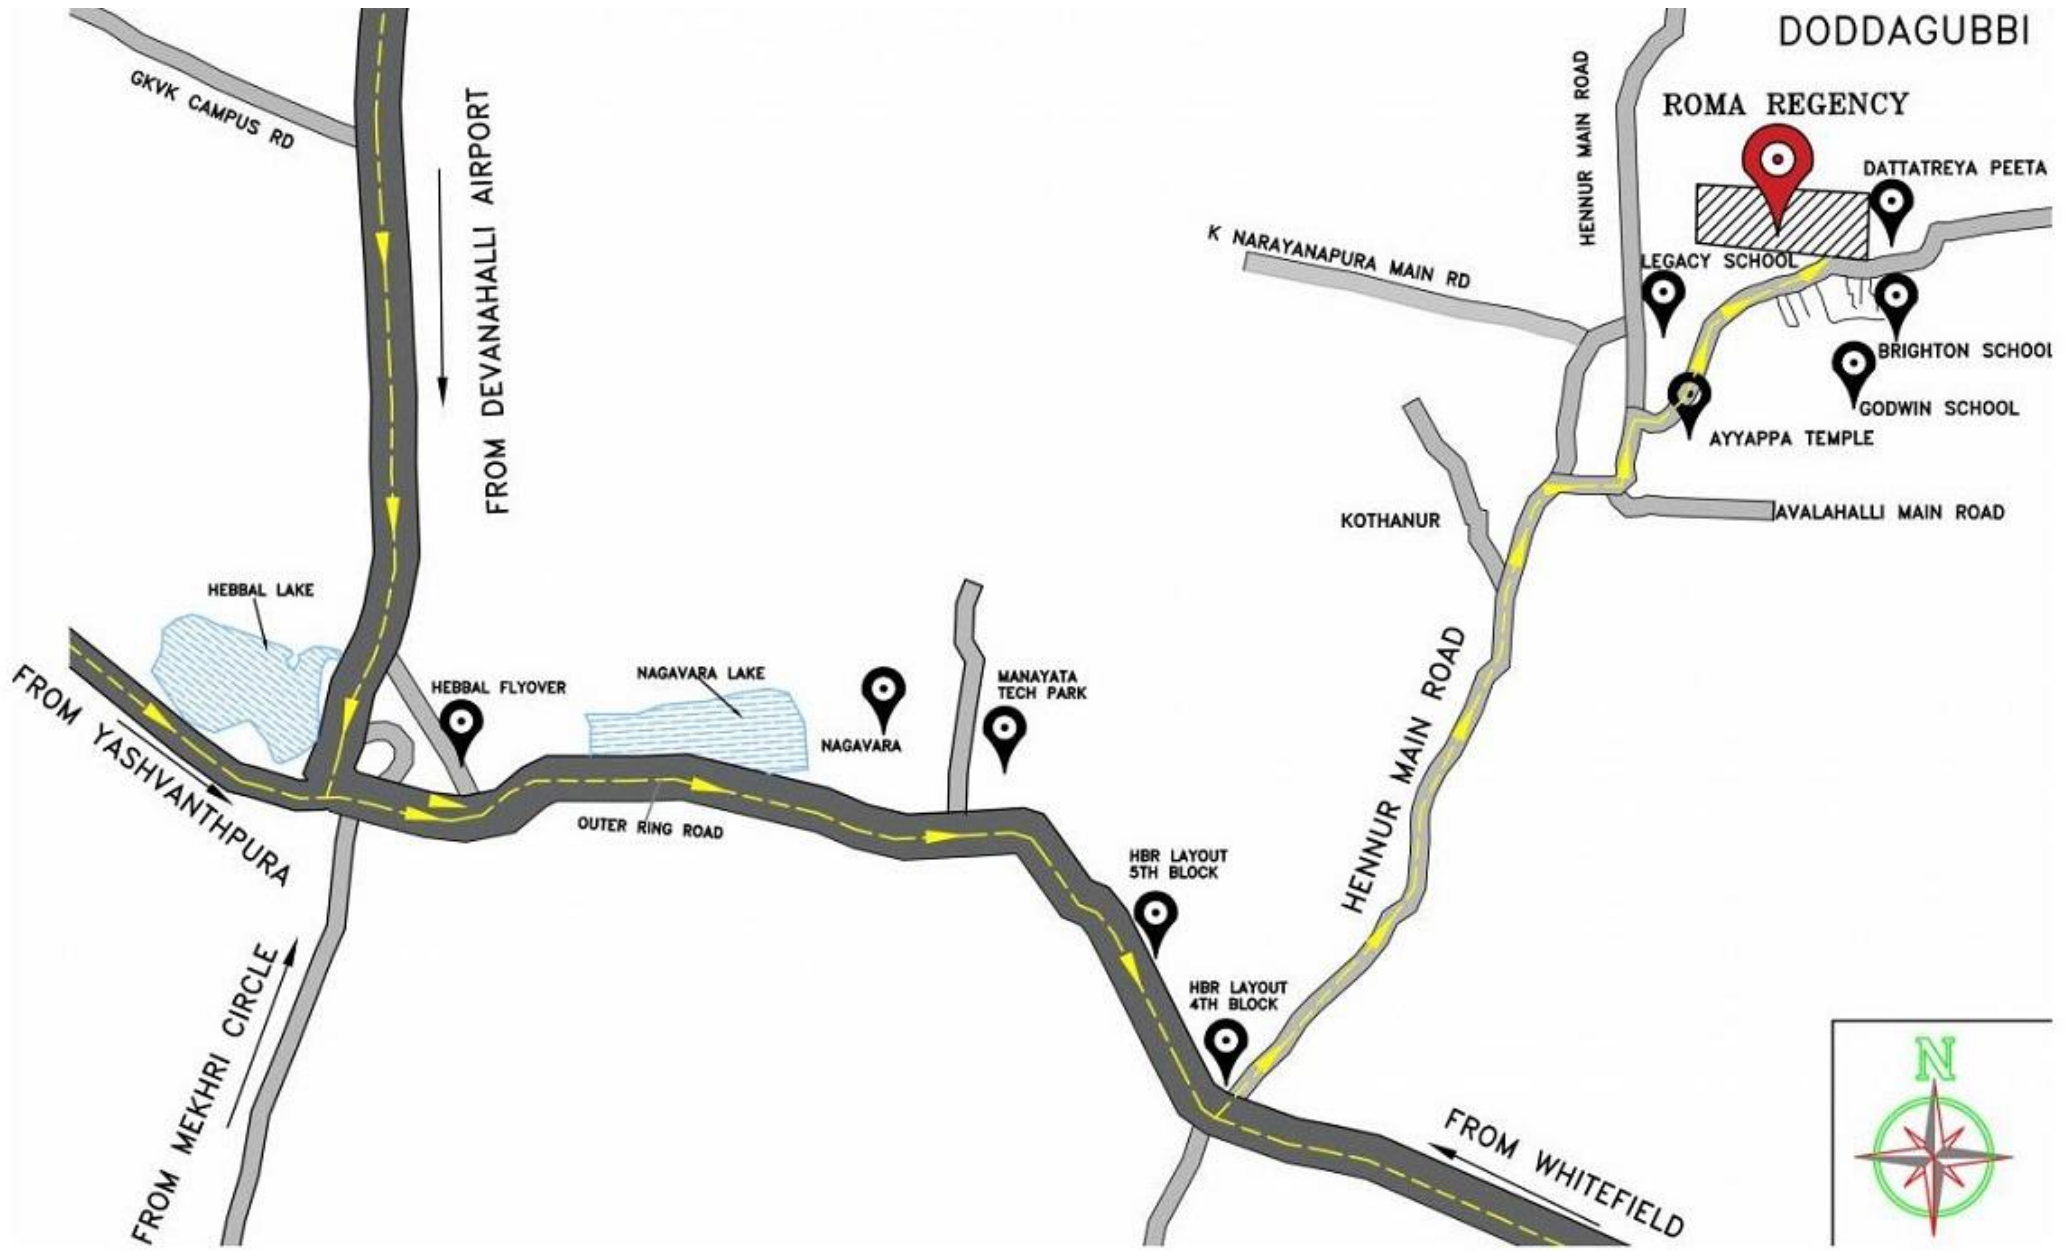 DODDAGUBBI
GKVK CAMPUS RD
FROM DEVANAHALLI AIRPORT
HENNUR MAIN ROAD
ROMA REGENCY
DATTATREYA PEETA
K NARAYANAPURA MAIN RD
LEGACY SCHOOL
BRIGHTON SCHOOL
GODWIN SCHOOL
AYYAPPA TEMPLE
KOTHANUR
AVALAHALLI MAIN ROAD
HEBBAL LAKE
FROM YASHVANTHPURA
HEBBAL FLYOVER
NAGAVARA LAKE
NAGAVARA
MANAYATA
TECH PARK
OUTER RING ROAD
HENNUR MAIN ROAD
HBR LAYOUT
5TH BLOCK
HBR LAYOUT
4TH BLOCK
FROM MEKHRI CIRCLE
FROM WHITEFIELD
N